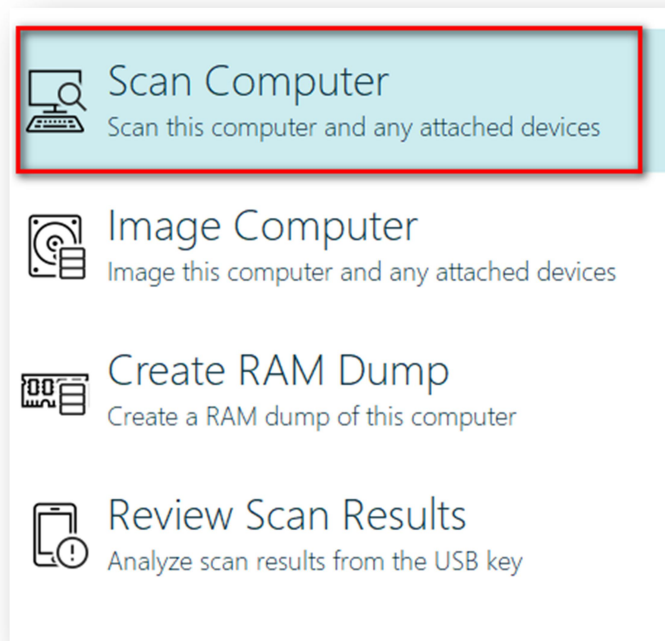 Scan Computer
Scan this computer and any attached devices
Image Computer
Image this computer and any attached devices
Create RAM Dump
Create a RAM dump of this computer
Review Scan Results
Analyze scan results from the USB key